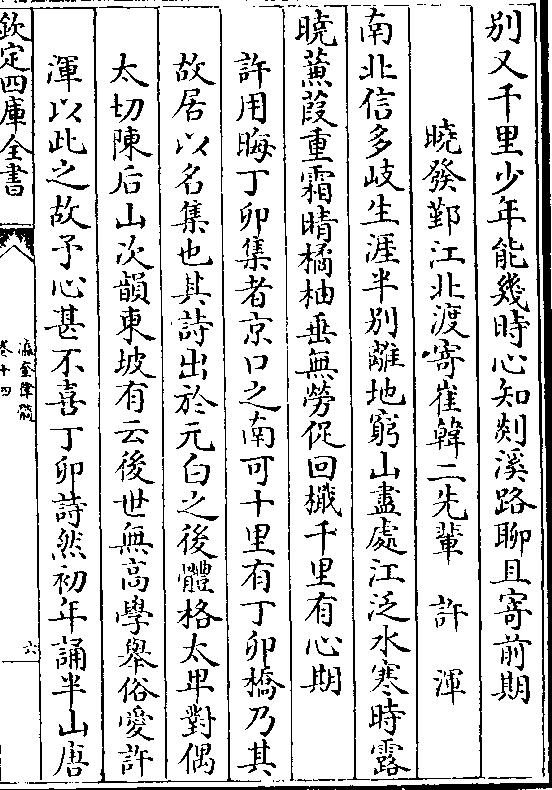 別又千里少年能幾時心知剡溪路聊且寄前期
曉發鄞江北渡寄崔韓二先輩 許渾
南北信多岐生涯半別離地窮山盡處江泛水寒時露
曉蒹葭重霜晴橘柚垂無勞促回檝千里有心期
許用晦丁卯集者京口之南可十里有丁卯橋乃其
故居以名集也其詩出於元白之後體格太卑對偶
太切陳后山次韻東坡有云後世無高學舉俗愛許
渾以此之故予心甚不喜丁卯詩然初年誦半山唐
欽定四庫全書
瀛奎律髓
卷十四
六